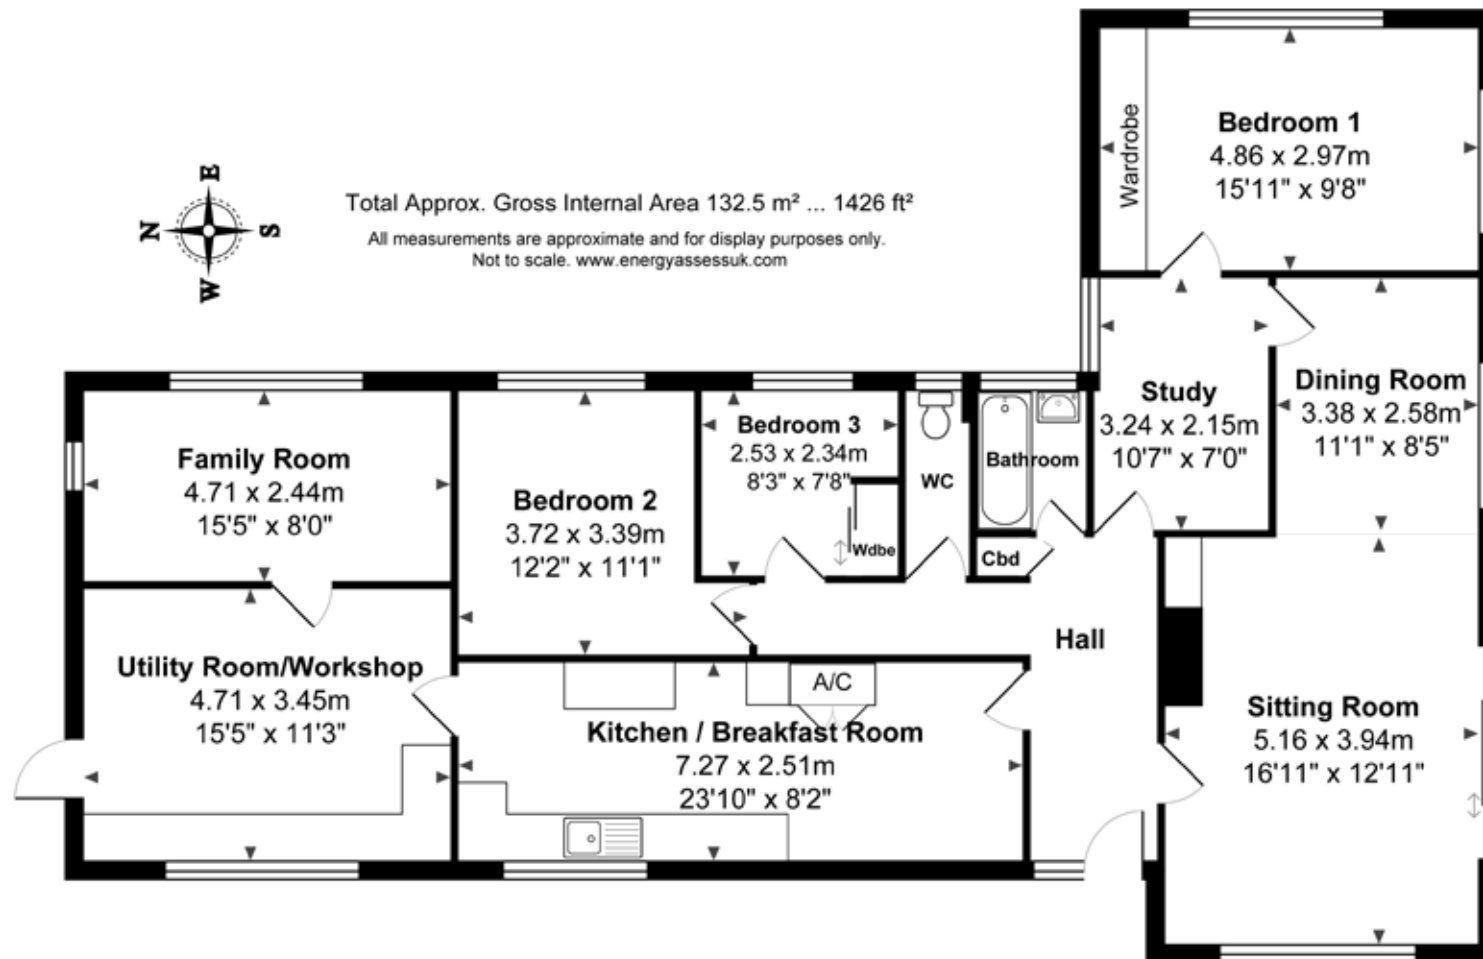 Bedroom 1
4.86 x 2.97m
15'11" x 9'8"
Wardrobe
E
N
S
W
Total Approx. Gross Internal Area 132.5 m² ... 1426 ft²
All measurements are approximate and for display purposes only.
Not to scale. www.energyassessuk.com
Family Room
4.71 x 2.44m
15'5" x 8'0"
Bedroom 2
3.72 x 3.39m
12'2" x 11'1"
Bedroom 3
2.53 x 2.34m
8'3" x 7'8"
Wdbe
WC
Bathroom
Cbd
Study
3.24 x 2.15m
10'7" x 7'0"
Dining Room
3.38 x 2.58m
11'1" x 8'5"
Utility Room/Workshop
4.71 x 3.45m
15'5" x 11'3"
A/C
Kitchen / Breakfast Room
7.27 x 2.51m
23'10" x 8'2"
Hall
Sitting Room
5.16 x 3.94m
16'11" x 12'11"